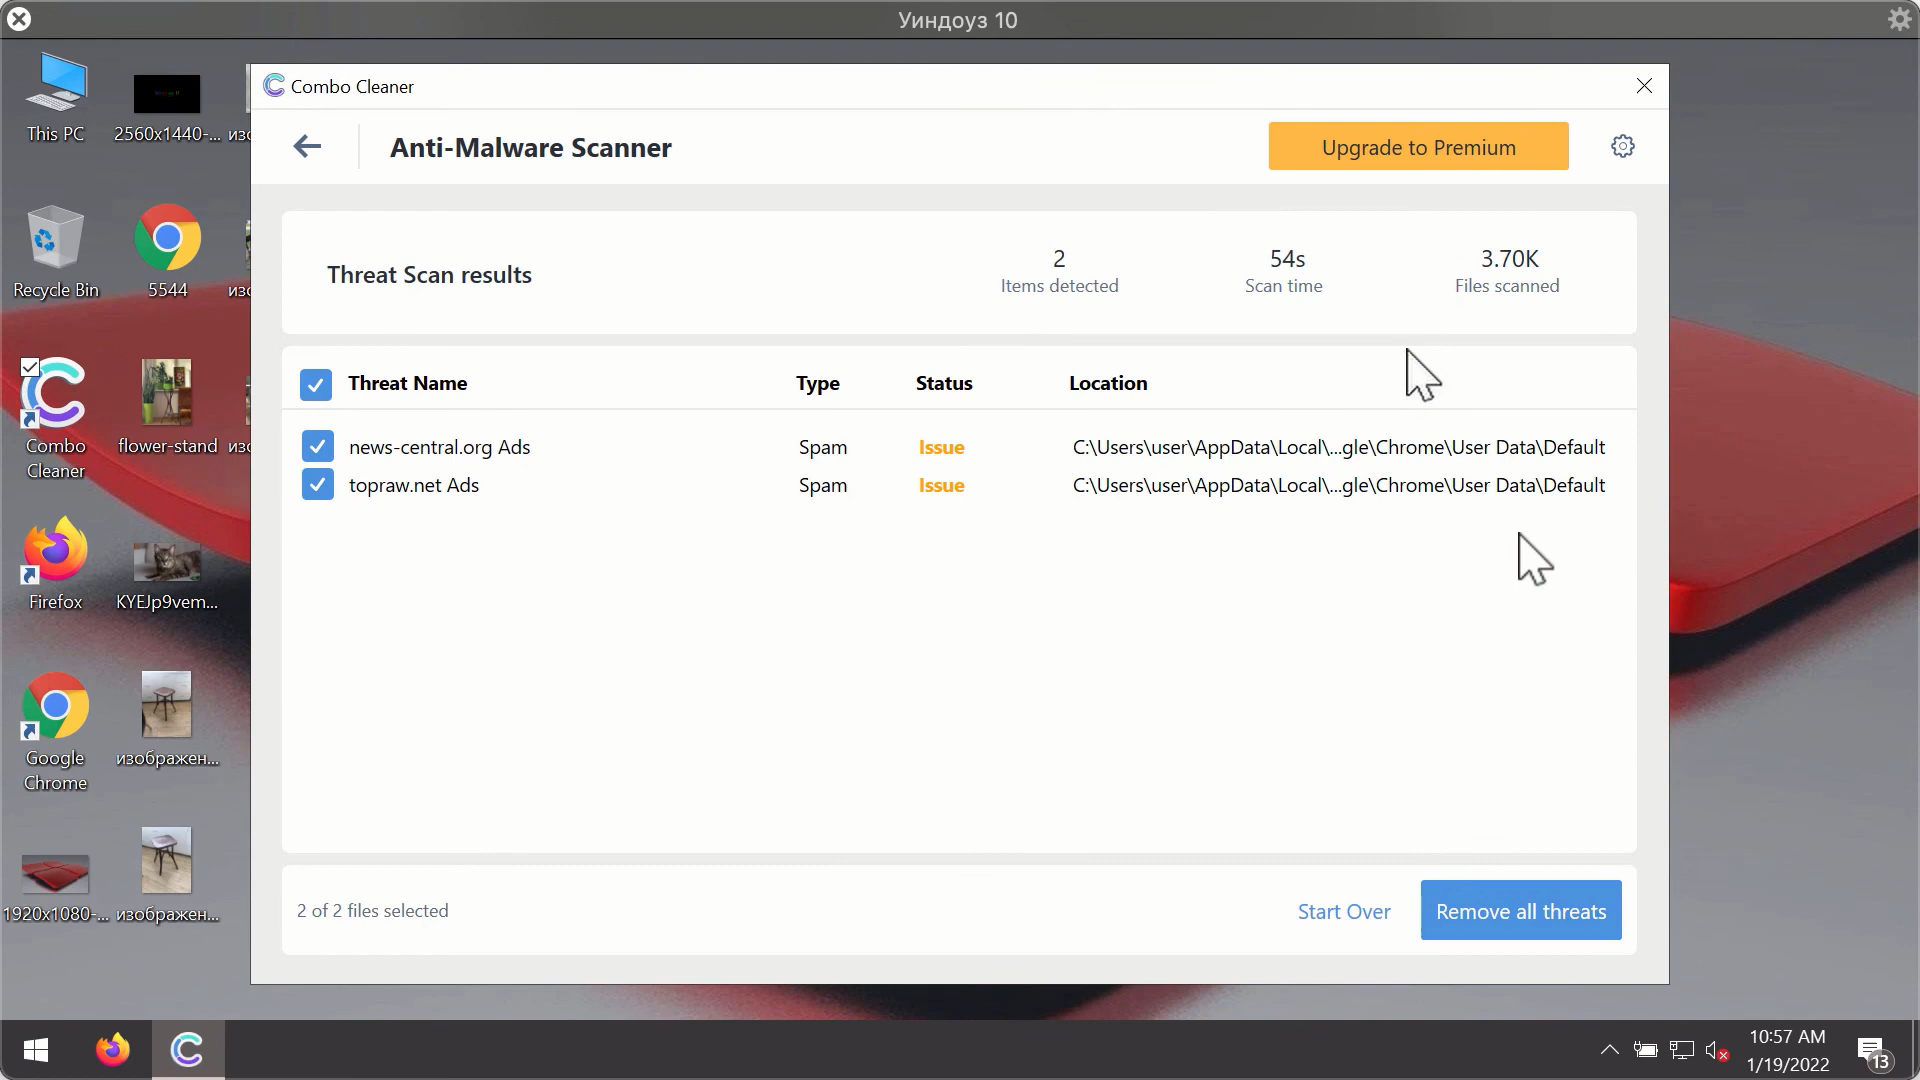 Уиндоуз 10
This PC
2560x1440-...
изо
Recycle Bin
5544
изо
Combo
Cleaner
flower-stand
изо
Firefox
KYEJp9vem...
Google
Chrome
изображен...
1920x1080-...
изображен...
Combo Cleaner
Anti-Malware Scanner
Upgrade to Premium
Threat Scan results
2
Items detected
54s
Scan time
3.70K
Files scanned
Threat Name Type Status Location
news-central.org Ads Spam Issue C:\Users\user\AppData\Local\...gle\Chrome\User Data\Default
topraw.net Ads Spam Issue C:\Users\user\AppData\Local\...gle\Chrome\User Data\Default
2 of 2 files selected
Start Over
Remove all threats
10:57 AM
1/19/2022
13